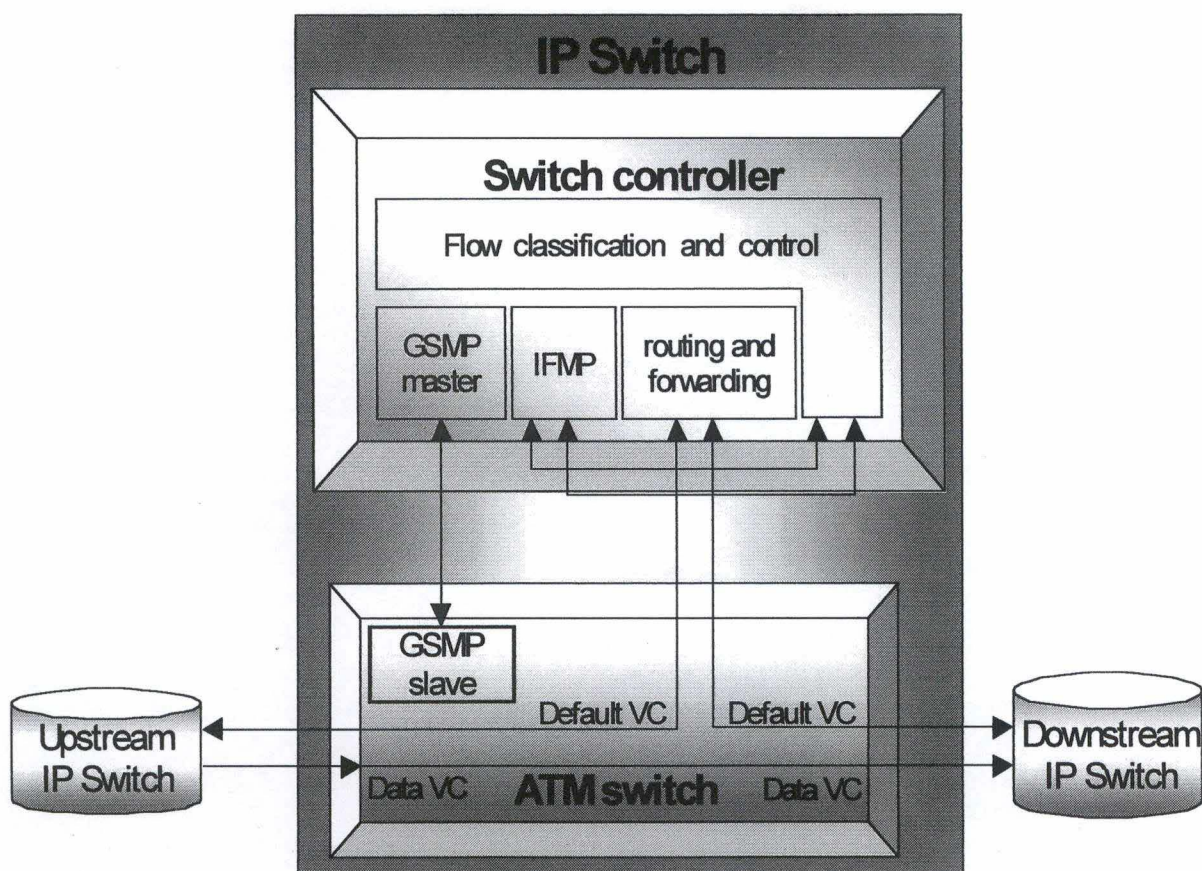 IP Switch
Switch controller
Flow classification and control
GSMP
master
IFMP
routing and
forwarding
GSMP
slave
Default VC
Default VC
Upstream
IP Switch
Downstream
IP Switch
Data VC
ATM switch
Data VC